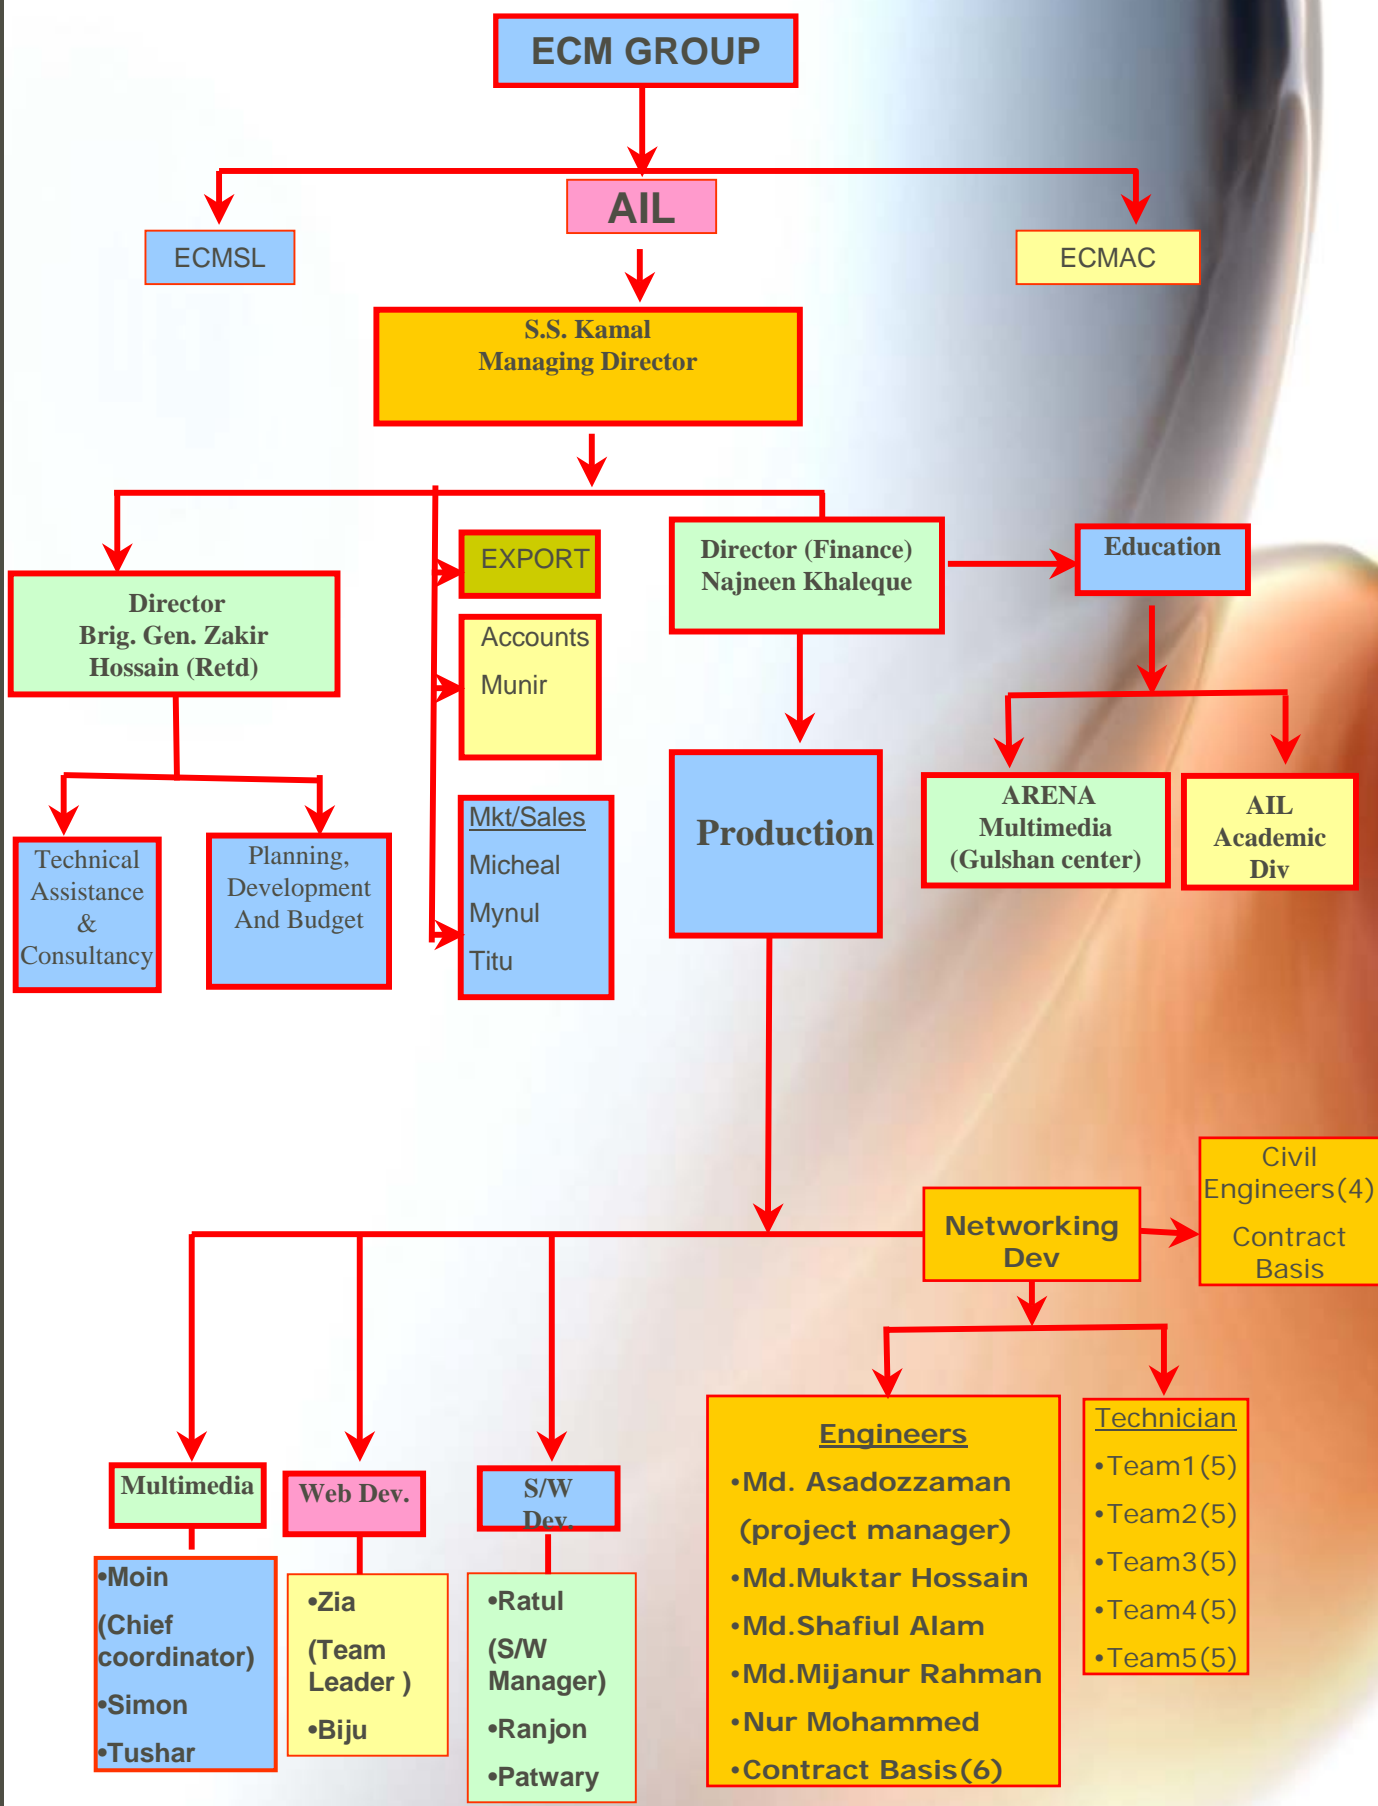 ECM GROUP
AIL
ECMSL
ECMAC
S.S. Kamal
Managing Director
EXPORT
Director (Finance)
Najneen Khaleque
Education
Director
Brig. Gen. Zakir
Hossain (Retd)
Accounts
Munir
Technical
Assistance
&
Consultancy
Planning,
Development
And Budget
Mkt/Sales
Micheal
Mynul
Titu
Production
ARENA
Multimedia
(Gulshan center)
AIL
Academic
Div
Civil
Engineers(4)
Contract
Basis
Networking
Dev
Multimedia
Web Dev.
S/W
Dev.
•Moin
(Chief
coordinator)
•Simon
•Tushar
•Zia
(Team
Leader )
•Biju
•Ratul
(S/W
Manager)
•Ranjon
•Patwary
Engineers
•Md. Asadozzaman
(project manager)
•Md.Muktar Hossain
•Md.Shafiul Alam
•Md.Mijanur Rahman
•Nur Mohammed
•Contract Basis(6)
Technician
•Team1(5)
•Team2(5)
•Team3(5)
•Team4(5)
•Team5(5)